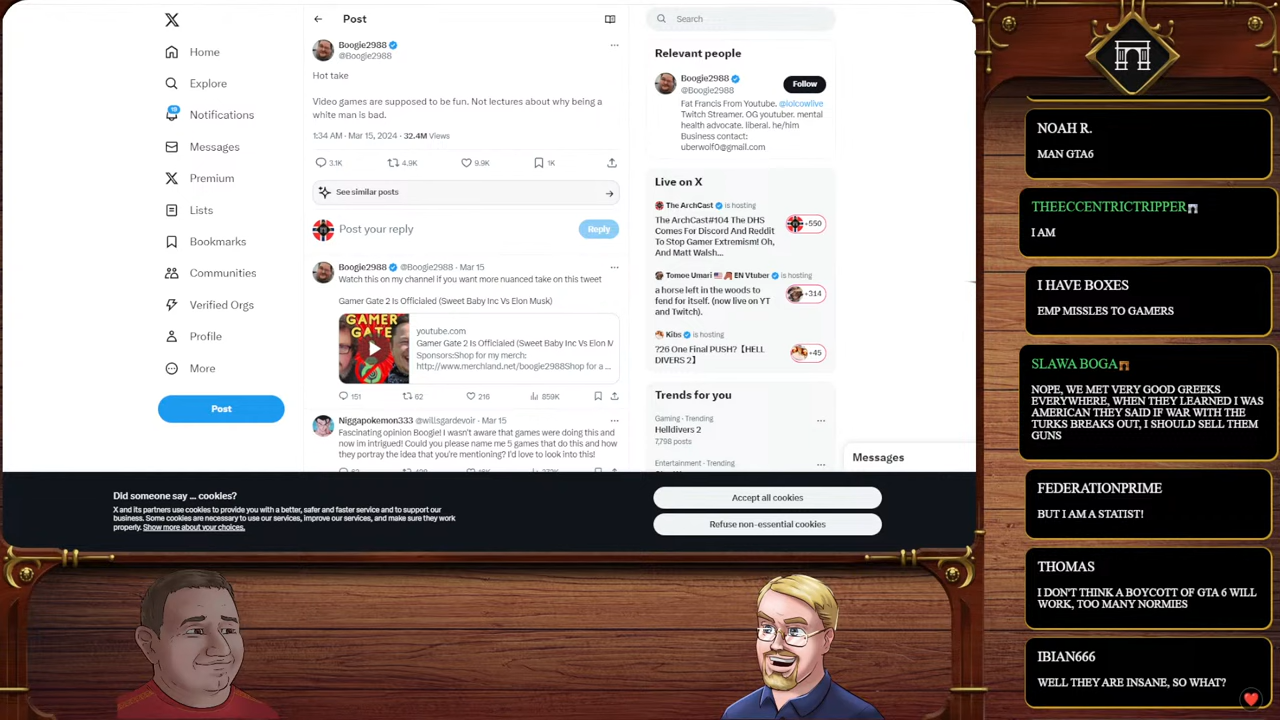 Home
Explore
19
Notifications
Messages
Premium
Lists
Bookmarks
Communities
Verified Orgs
Profile
More
Post
Post
Boogie2988
@Boogie2988
Hot take
Video games are supposed to be fun. Not lectures about why being a
white man is bad.
1:34 AM · Mar 15, 2024 · 32.4M Views
3.1K
4.9K
9.9K
1K
See similar posts
Post your reply
Reply
Boogie2988 @Boogie2988 · Mar 15
Watch this on my channel if you want more nuanced take on this tweet
Gamer Gate 2 Is Officialed (Sweet Baby Inc Vs Elon Musk)
GAMER
GATE
youtube.com
Gamer Gate 2 Is Officialed (Sweet Baby Inc Vs Elon M
Sponsors:Shop for my merch:
http://www.merchland.net/boogie2988Shop for a ...
151
62
216
859K
Niggapokemon333 @willsgardevoir · Mar 15
Fascinating opinion Boogie! I wasn't aware that games were doing this and
now im intrigued! Could you please name me 5 games that do this and how
they portray the idea that you're mentioning? I'd love to look into this!
Search
Relevant people
Boogie2988
@Boogie2988
Follow
Fat Francis From Youtube. @lolcowlive
Twitch Streamer. OG youtuber. mental
health advocate. liberal. he/him
Business contact:
uberwolf0@gmail.com
Live on X
The ArchCast is hosting
The ArchCast#104 The DHS
Comes For Discord And Reddit
To Stop Gamer Extremism! Oh,
And Matt Walsh...
+550
Tomoe Umari EN Vtuber is hosting
a horse left in the woods to
fend for itself. (now live on YT
and Twitch).
+314
Kibs is hosting
?26 One Final PUSH?【HELL
DIVERS 2】
+45
Trends for you
Gaming · Trending
Helldivers 2
7,798 posts
Entertainment · Trending
Messages
Did someone say ... cookies?
X and its partners use cookies to provide you with a better, safer and faster service and to support our
business. Some cookies are necessary to use our services, improve our services, and make sure they work
properly. Show more about your choices.
Accept all cookies
Refuse non-essential cookies
NOAH R.
MAN GTA6
THEECCENTRICTRIPPER
I AM
I HAVE BOXES
EMP MISSLES TO GAMERS
SLAWA BOGA
NOPE, WE MET VERY GOOD GREEKS
EVERYWHERE, WHEN THEY LEARNED I WAS
AMERICAN THEY SAID IF WAR WITH THE
TURKS BREAKS OUT, I SHOULD SELL THEM
GUNS
FEDERATIONPRIME
BUT I AM A STATIST!
THOMAS
I DON'T THINK A BOYCOTT OF GTA 6 WILL
WORK, TOO MANY NORMIES
IBIAN666
WELL THEY ARE INSANE, SO WHAT?